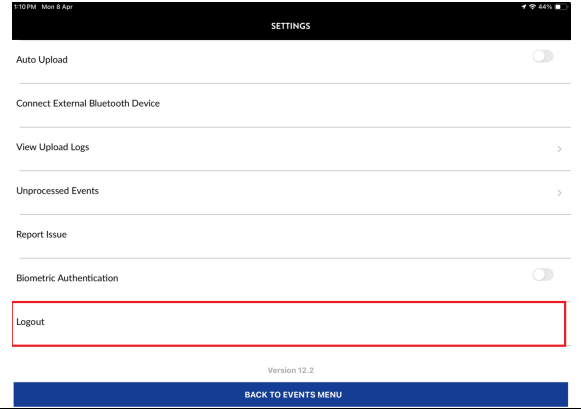 1:10 PM Mon 8 Apr 44%
SETTINGS
Auto Upload
Connect External Bluetooth Device
View Upload Logs
Unprocessed Events
Report Issue
Biometric Authentication
Logout
Version 12.2
BACK TO EVENTS MENU